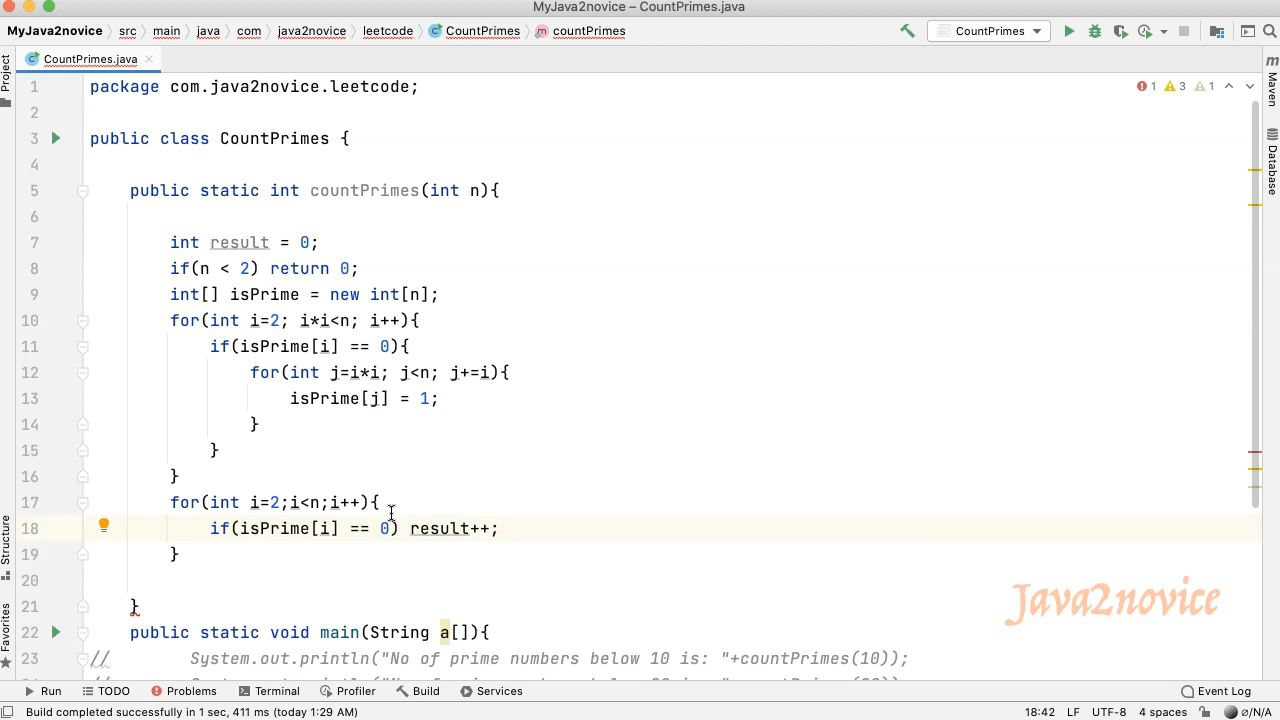 MyJava2novice – CountPrimes.java
MyJava2novice src main java com java2novice leetcode CountPrimes countPrimes CountPrimes
CountPrimes.java
Project
Structure
Favorites
Maven
Database
1 package com.java2novice.leetcode;
1 3 1
2
3 public class CountPrimes {
4
5 public static int countPrimes(int n){
6
7 int result = 0;
8 if(n < 2) return 0;
9 int[] isPrime = new int[n];
10 for(int i=2; i*i<n; i++){
11 if(isPrime[i] == 0){
12 for(int j=i*i; j<n; j+=i){
13 isPrime[j] = 1;
14 }
15 }
16 }
17 for(int i=2;i<n;i++){
18 if(isPrime[i] == 0) result++;
19 }
20
21 }
22 public static void main(String a[]){
23 // System.out.println("No of prime numbers below 10 is: "+countPrimes(10));
Java2novice
Run TODO Problems Terminal Profiler Build Services Event Log
Build completed successfully in 1 sec, 411 ms (today 1:29 AM) 18:42 LF UTF-8 4 spaces ∅/N/A